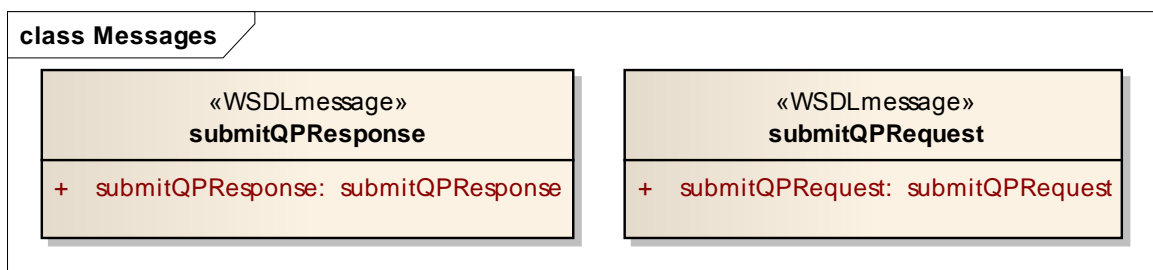 class Messages
«WSDLmessage»
submitQPResponse
+ submitQPResponse: submitQPResponse
«WSDLmessage»
submitQPRequest
+ submitQPRequest: submitQPRequest